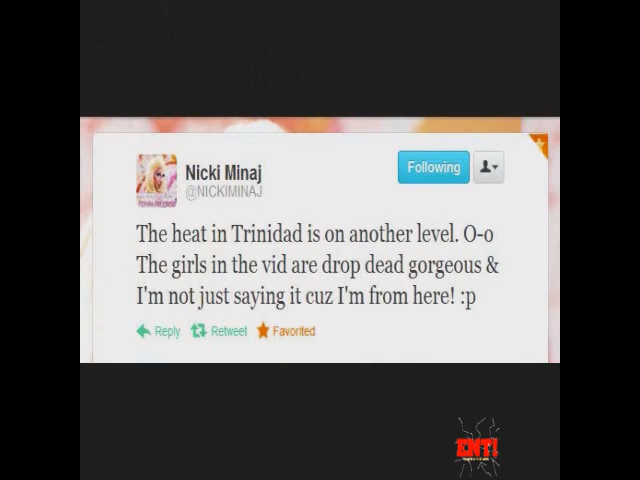 Nicki Minaj
@NICKIMINAJ
Following
The heat in Trinidad is on another level. O-o
The girls in the vid are drop dead gorgeous &
I'm not just saying it cuz I'm from here! :p
Reply Retweet Favorited
ENT!